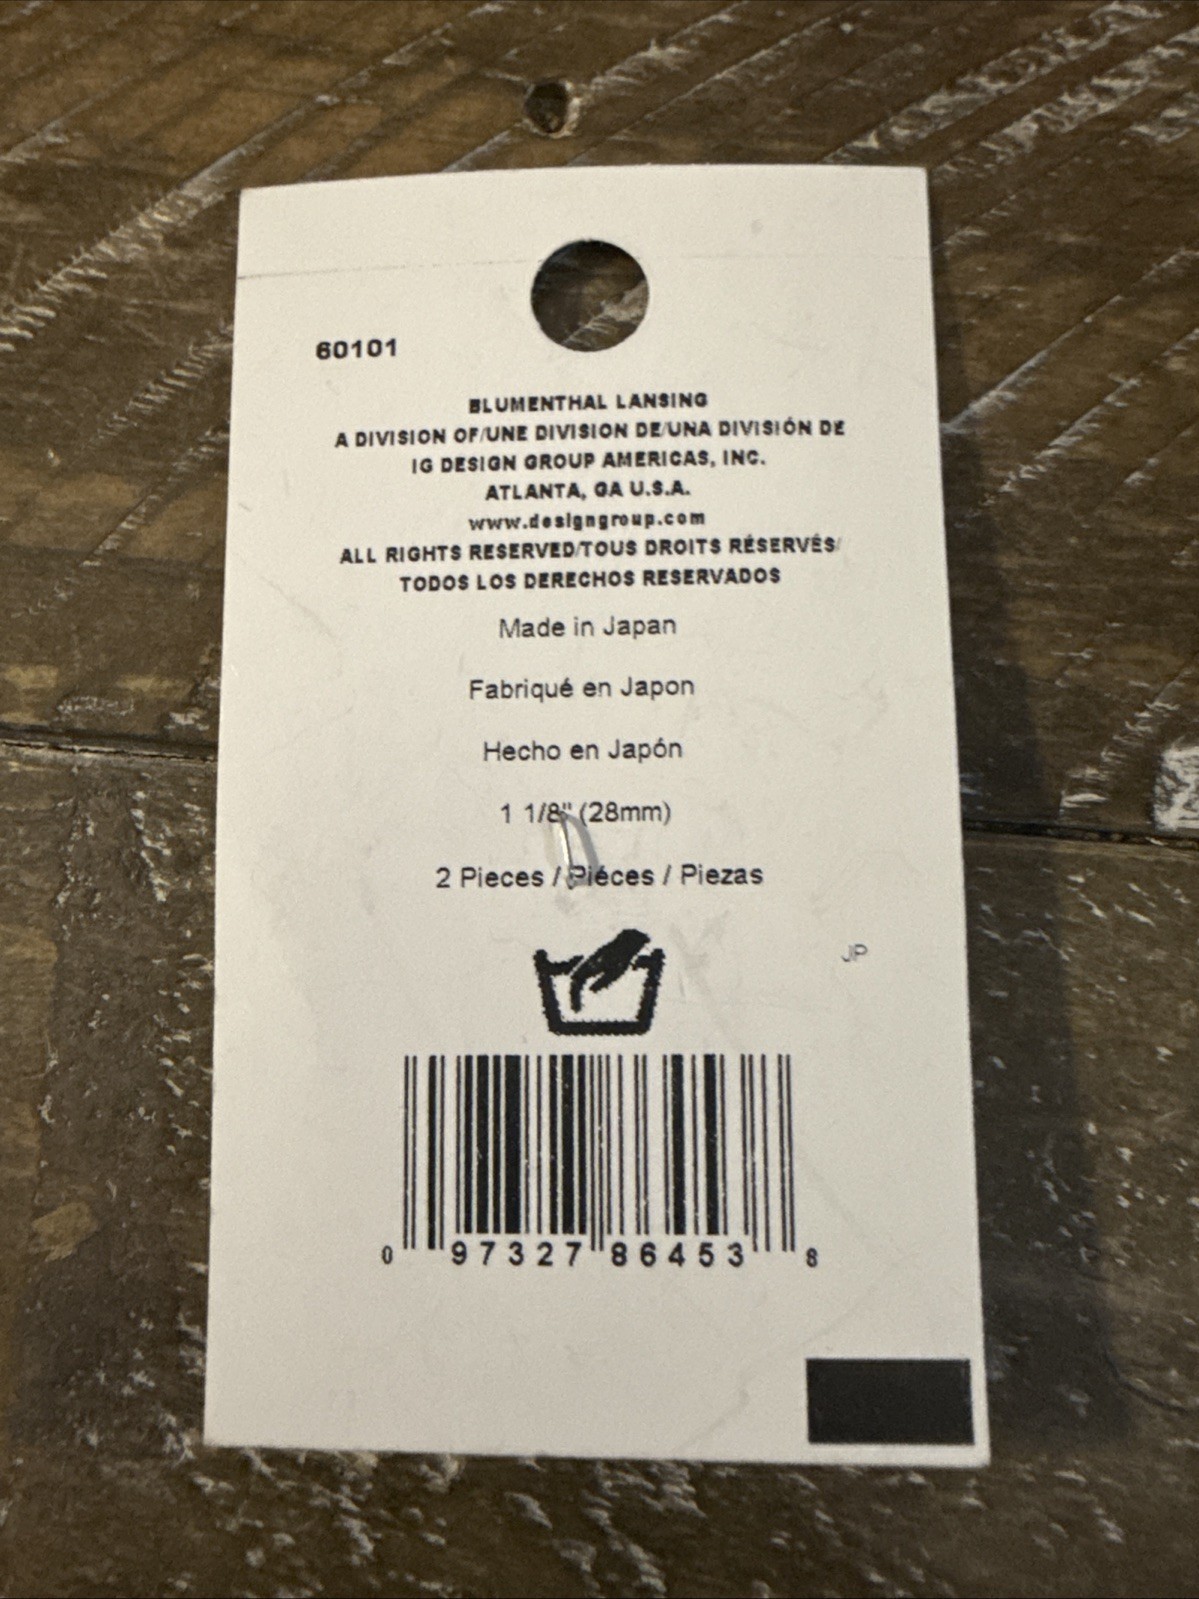 60101
BLUMENTHAL LANSING
A DIVISION OF/UNE DIVISION DE/UNA DIVISIÓN DE
IG DESIGN GROUP AMERICAS, INC.
ATLANTA, GA U.S.A.
www.designgroup.com
ALL RIGHTS RESERVED/TOUS DROITS RÉSERVÉS/
TODOS LOS DERECHOS RESERVADOS
Made in Japan
Fabriqué en Japon
Hecho en Japón
1 1/8" (28mm)
2 Pieces / Piéces / Piezas
JP
0 97327 86453 8